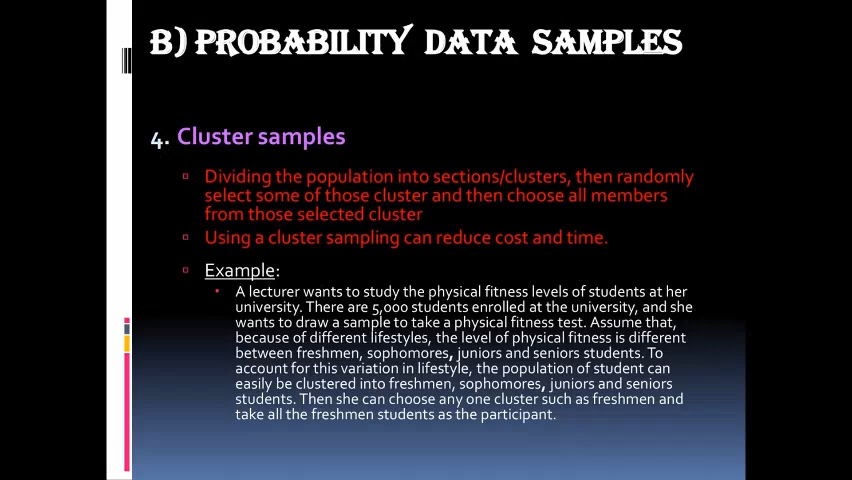 B) PROBABILITY DATA SAMPLES
4. Cluster samples
Dividing the population into sections/clusters, then randomly
select some of those cluster and then choose all members
from those selected cluster
Using a cluster sampling can reduce cost and time.
Example:
A lecturer wants to study the physical fitness levels of students at her
university. There are 5,000 students enrolled at the university, and she
wants to draw a sample to take a physical fitness test. Assume that,
because of different lifestyles, the level of physical fitness is different
between freshmen, sophomores, juniors and seniors students. To
account for this variation in lifestyle, the population of student can
easily be clustered into freshmen, sophomores, juniors and seniors
students. Then she can choose any one cluster such as freshmen and
take all the freshmen students as the participant.